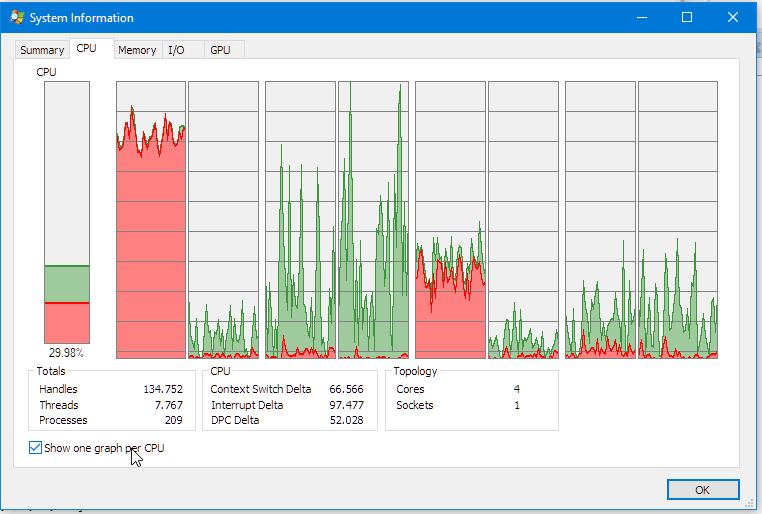 System Information
Summary CPU Memory I/O GPU
CPU
29.98%
Totals
Handles 134.752
Threads 7.767
Processes 209
CPU
Context Switch Delta 66.566
Interrupt Delta 97.477
DPC Delta 52.028
Topology
Cores 4
Sockets 1
Show one graph per CPU
OK